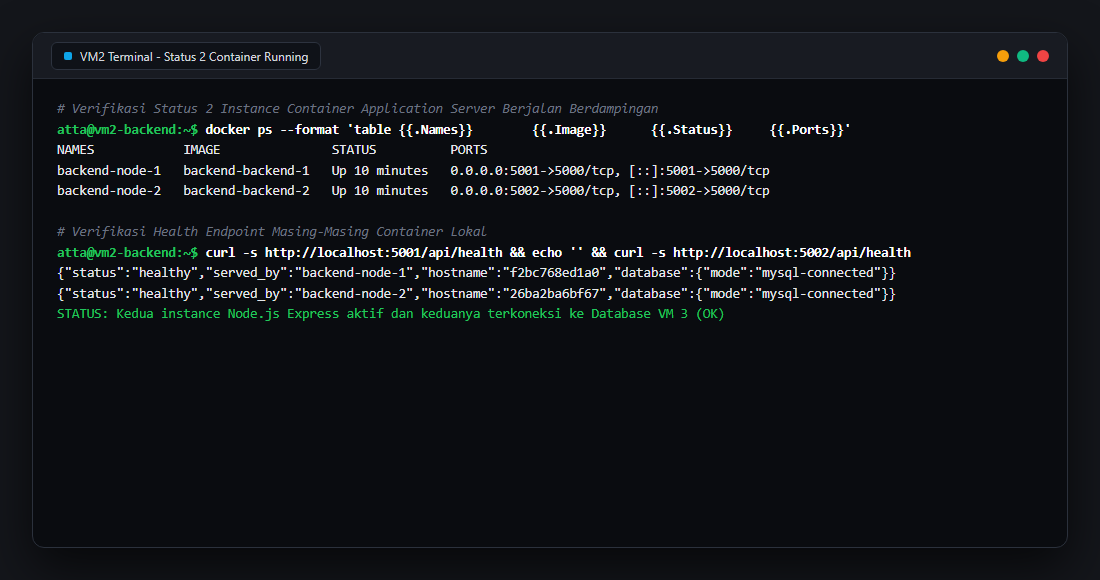 VM2 Terminal - Status 2 Container Running
# Verifikasi Status 2 Instance Container Application Server Berjalan Berdampingan
atta@vm2-backend:~$ docker ps --format 'table {{.Names}}        {{.Image}}      {{.Status}}     {{.Ports}}'
NAMES            IMAGE               STATUS          PORTS
backend-node-1   backend-backend-1   Up 10 minutes   0.0.0.0:5001->5000/tcp, [::]:5001->5000/tcp
backend-node-2   backend-backend-2   Up 10 minutes   0.0.0.0:5002->5000/tcp, [::]:5002->5000/tcp
# Verifikasi Health Endpoint Masing-Masing Container Lokal
atta@vm2-backend:~$ curl -s http://localhost:5001/api/health && echo '' && curl -s http://localhost:5002/api/health
{"status":"healthy","served_by":"backend-node-1","hostname":"f2bc768ed1a0","database":{"mode":"mysql-connected"}}
{"status":"healthy","served_by":"backend-node-2","hostname":"26ba2ba6bf67","database":{"mode":"mysql-connected"}}
STATUS: Kedua instance Node.js Express aktif dan keduanya terkoneksi ke Database VM 3 (OK)